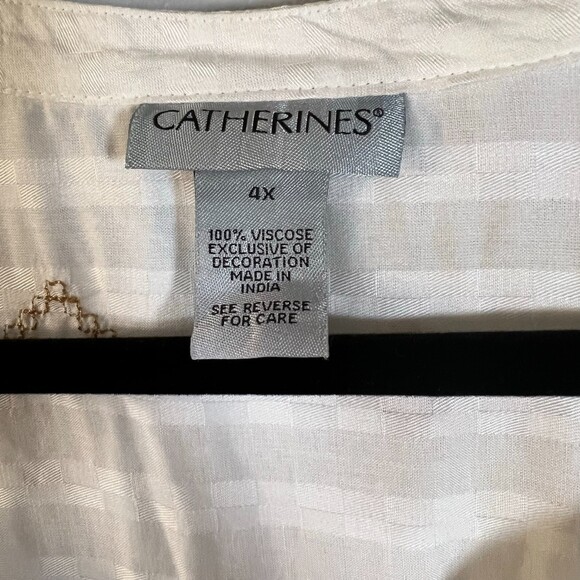 CATHERINES®
4X
100% VISCOSE
EXCLUSIVE OF
DECORATION
MADE IN
INDIA
SEE REVERSE
FOR CARE